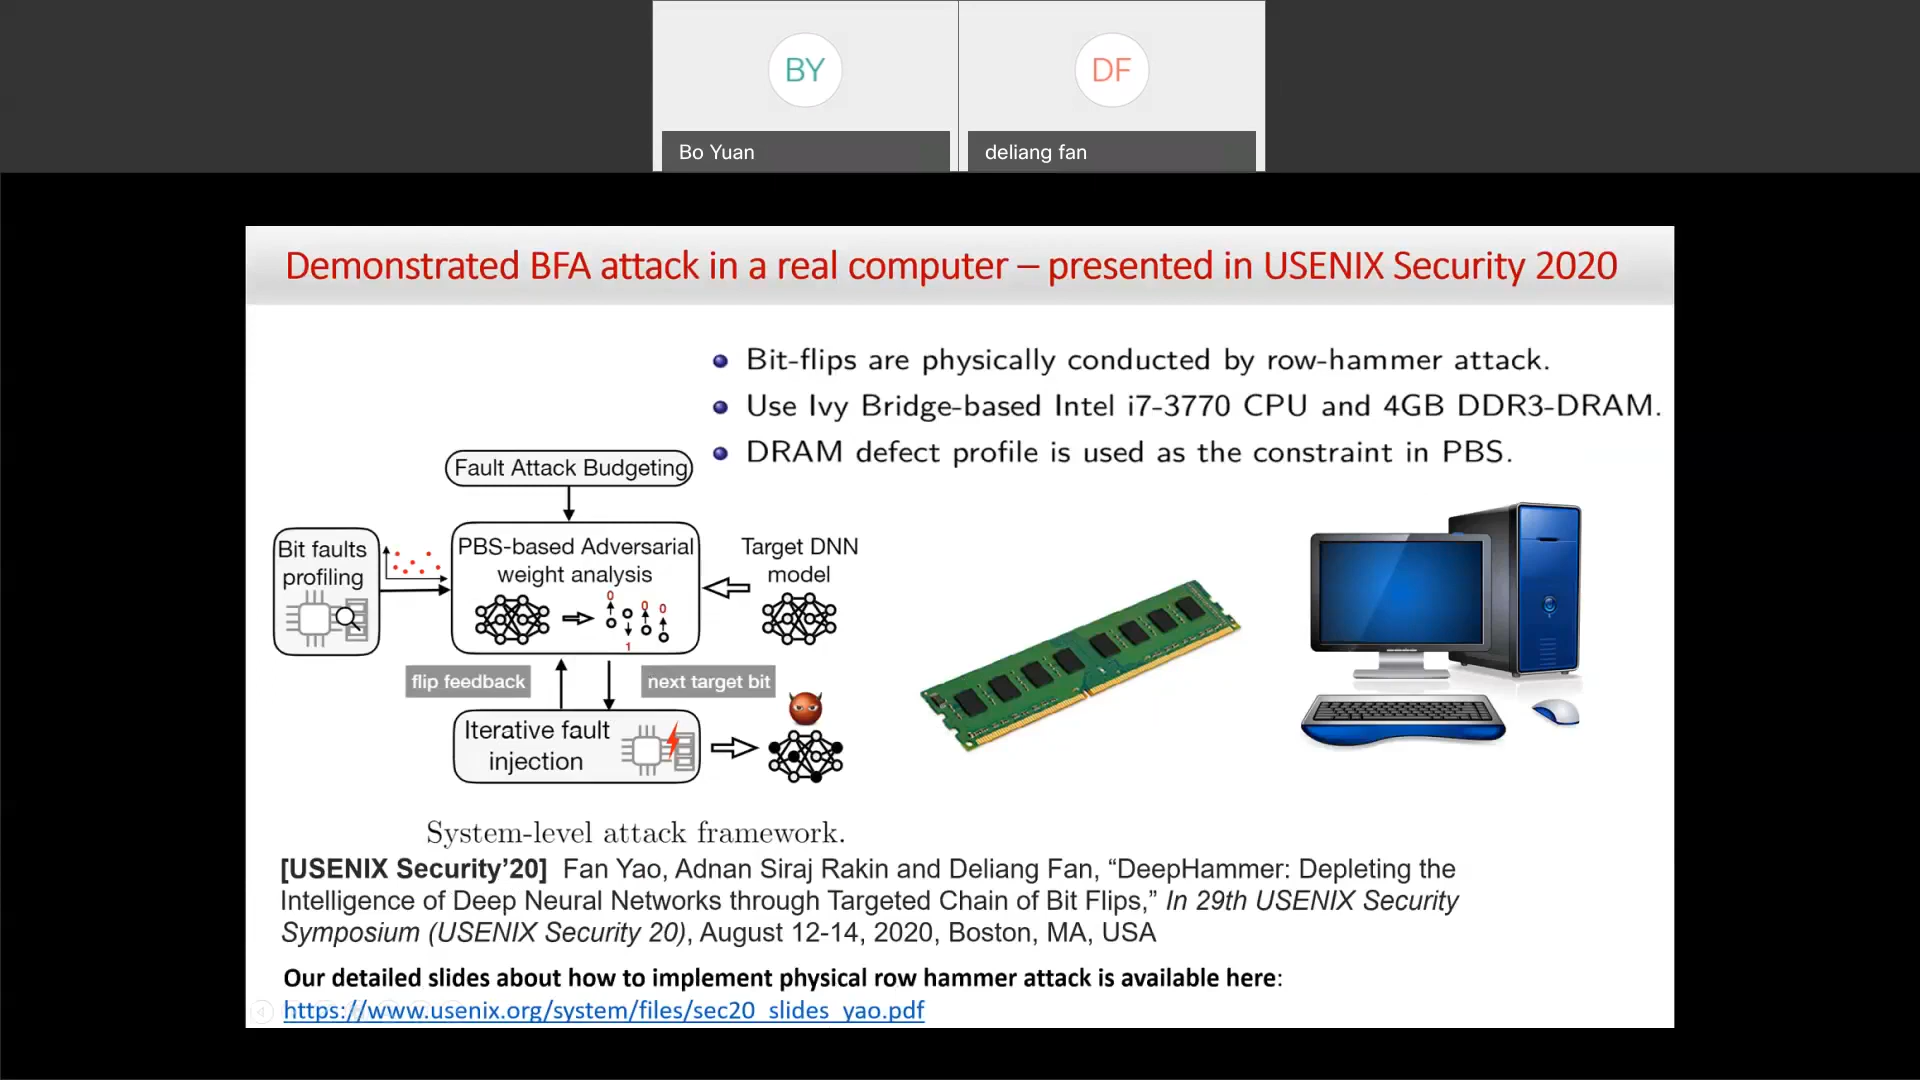 BY
DF
Bo Yuan
deliang fan
Demonstrated BFA attack in a real computer – presented in USENIX Security 2020
Bit-flips are physically conducted by row-hammer attack.
Use Ivy Bridge-based Intel i7-3770 CPU and 4GB DDR3-DRAM.
DRAM defect profile is used as the constraint in PBS.
Fault Attack Budgeting
Bit faults
profiling
PBS-based Adversarial
weight analysis
0
0 0
1
Target DNN
model
flip feedback
next target bit
Iterative fault
injection
System-level attack framework.
[USENIX Security’20] Fan Yao, Adnan Siraj Rakin and Deliang Fan, “DeepHammer: Depleting the
Intelligence of Deep Neural Networks through Targeted Chain of Bit Flips,” In 29th USENIX Security
Symposium (USENIX Security 20), August 12-14, 2020, Boston, MA, USA
Our detailed slides about how to implement physical row hammer attack is available here:
https://www.usenix.org/system/files/sec20_slides_yao.pdf